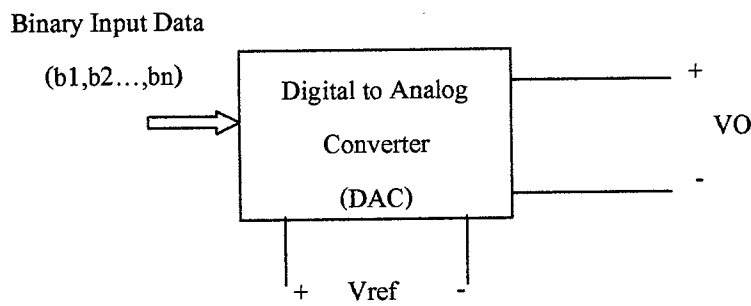 Binary Input Data
(b1,b2...,bn)
Digital to Analog
Converter
(DAC)
+
VO
-
+ Vref -